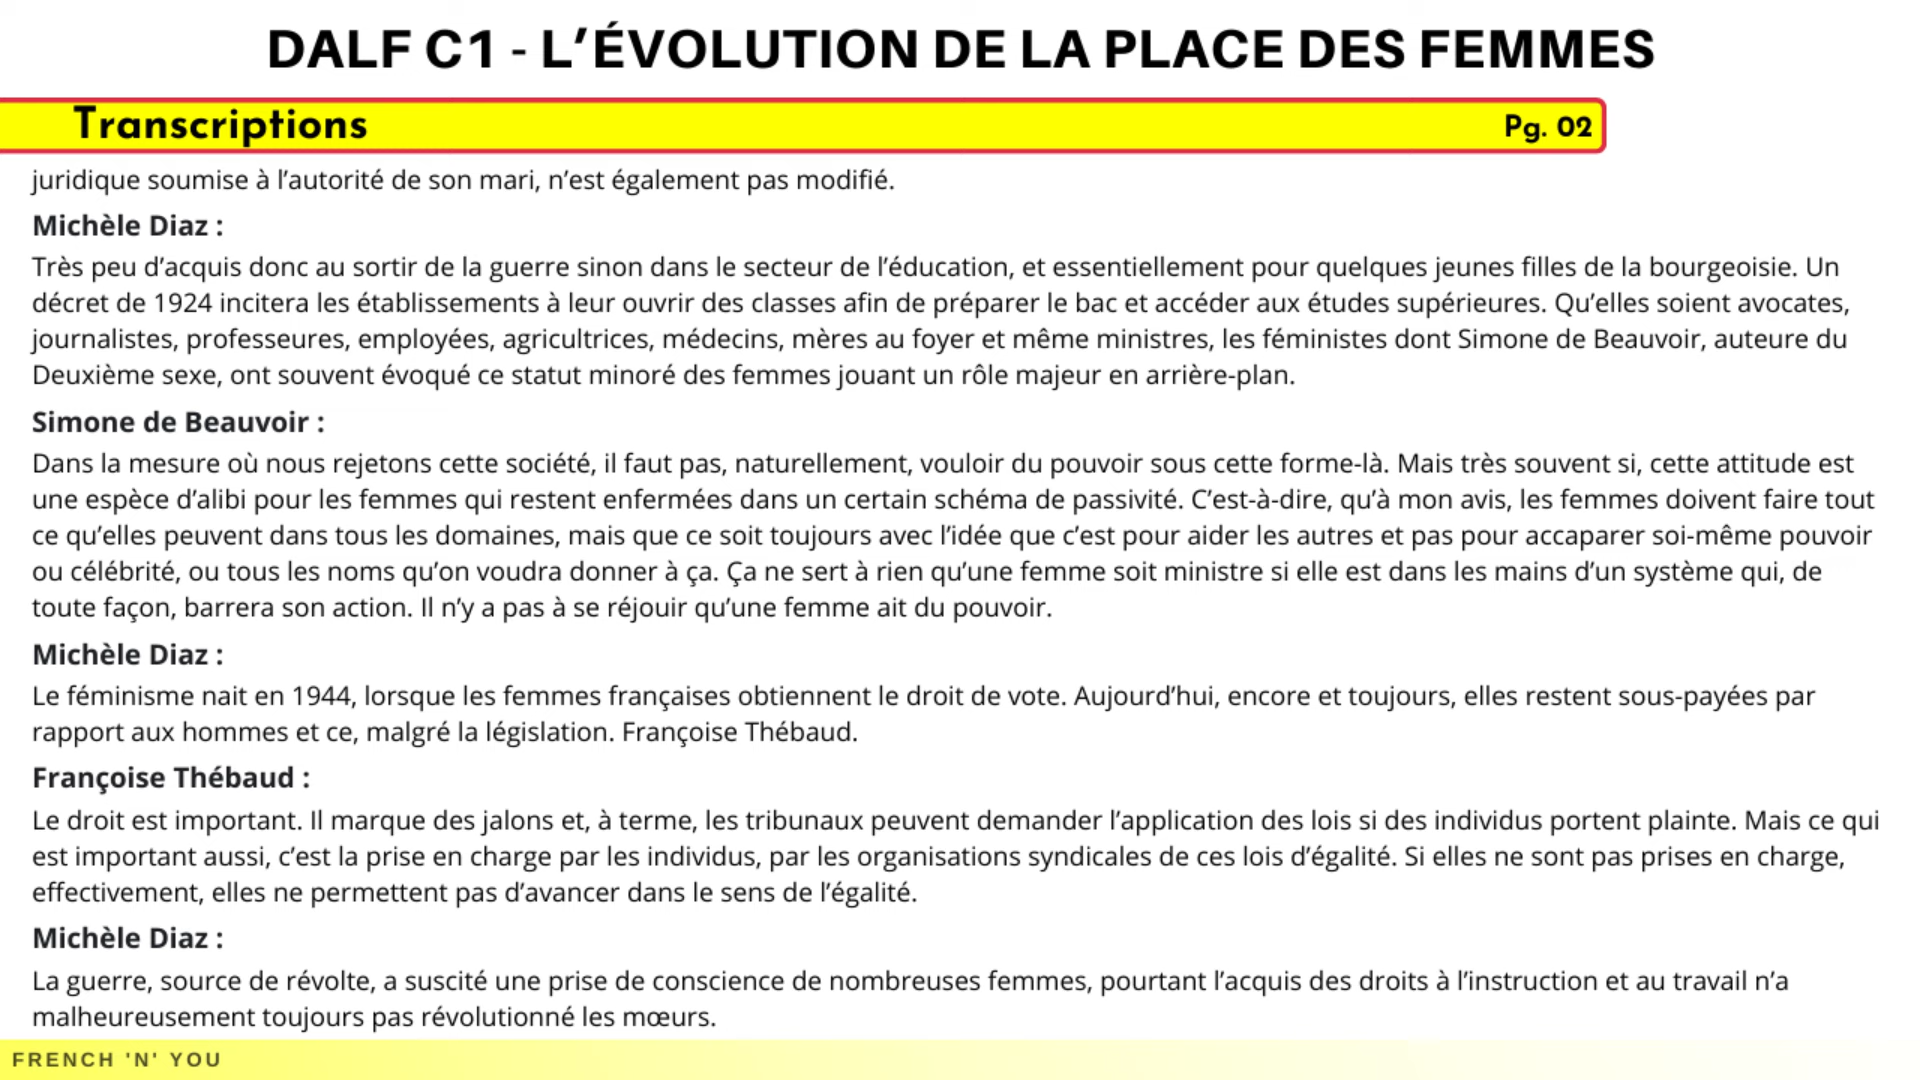 DALF C1 - L’ÉVOLUTION DE LA PLACE DES FEMMES
Transcriptions
Pg. 02
juridique soumise à l’autorité de son mari, n’est également pas modifié.
Michèle Diaz :
Très peu d’acquis donc au sortir de la guerre sinon dans le secteur de l’éducation, et essentiellement pour quelques jeunes filles de la bourgeoisie. Un
décret de 1924 incitera les établissements à leur ouvrir des classes afin de préparer le bac et accéder aux études supérieures. Qu’elles soient avocates,
journalistes, professeures, employées, agricultrices, médecins, mères au foyer et même ministres, les féministes dont Simone de Beauvoir, auteure du
Deuxième sexe, ont souvent évoqué ce statut minoré des femmes jouant un rôle majeur en arrière-plan.
Simone de Beauvoir :
Dans la mesure où nous rejetons cette société, il faut pas, naturellement, vouloir du pouvoir sous cette forme-là. Mais très souvent si, cette attitude est
une espèce d’alibi pour les femmes qui restent enfermées dans un certain schéma de passivité. C’est-à-dire, qu’à mon avis, les femmes doivent faire tout
ce qu’elles peuvent dans tous les domaines, mais que ce soit toujours avec l’idée que c’est pour aider les autres et pas pour accaparer soi-même pouvoir
ou célébrité, ou tous les noms qu’on voudra donner à ça. Ça ne sert à rien qu’une femme soit ministre si elle est dans les mains d’un système qui, de
toute façon, barrera son action. Il n’y a pas à se réjouir qu’une femme ait du pouvoir.
Michèle Diaz :
Le féminisme nait en 1944, lorsque les femmes françaises obtiennent le droit de vote. Aujourd’hui, encore et toujours, elles restent sous-payées par
rapport aux hommes et ce, malgré la législation. Françoise Thébaud.
Françoise Thébaud :
Le droit est important. Il marque des jalons et, à terme, les tribunaux peuvent demander l’application des lois si des individus portent plainte. Mais ce qui
est important aussi, c’est la prise en charge par les individus, par les organisations syndicales de ces lois d’égalité. Si elles ne sont pas prises en charge,
effectivement, elles ne permettent pas d’avancer dans le sens de l’égalité.
Michèle Diaz :
La guerre, source de révolte, a suscité une prise de conscience de nombreuses femmes, pourtant l’acquis des droits à l’instruction et au travail n’a
malheureusement toujours pas révolutionné les mœurs.
FRENCH 'N' YOU